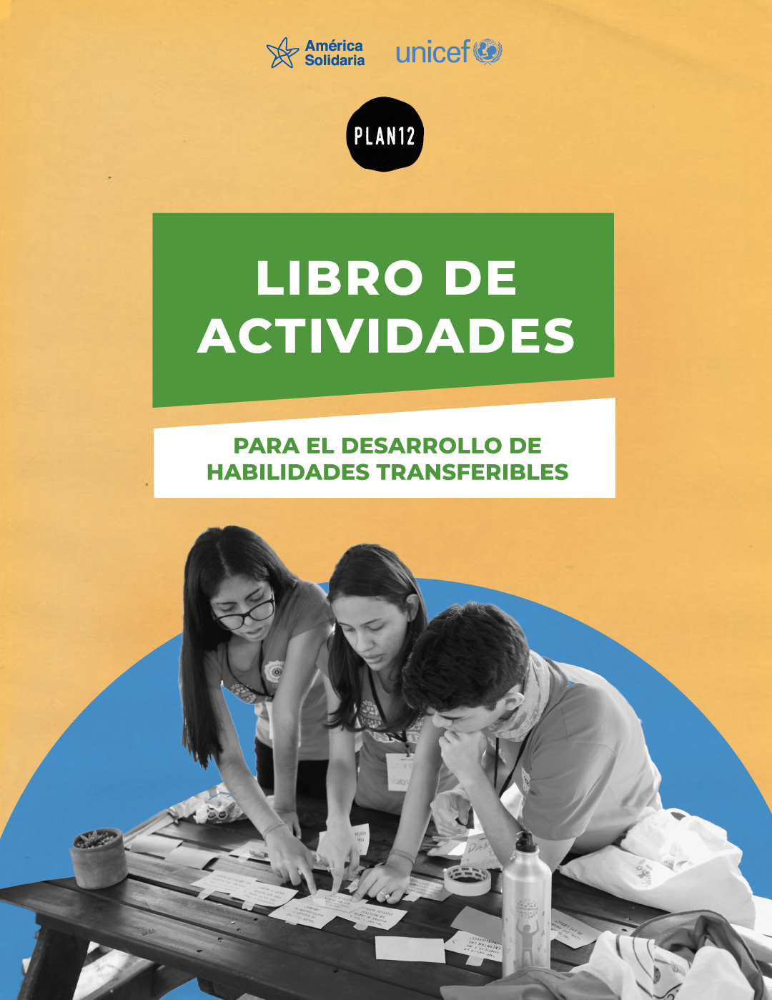 América
Solidaria
unicef
PLAN12
LIBRO DE
ACTIVIDADES
PARA EL DESARROLLO DE
HABILIDADES TRANSFERIBLES